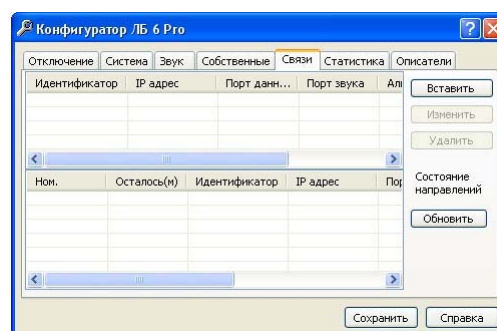 Конфигуратор ЛБ 6 Pro
Отключение Система Звук Собственные Связи Статистика Описатели
Идентификатор IP адрес Порт данн... Порт звука
Вставить
Изменить
Удалить
Ном. Осталось(м) Идентификатор IP адрес
Состояние
направлений
Обновить
Сохранить Справка